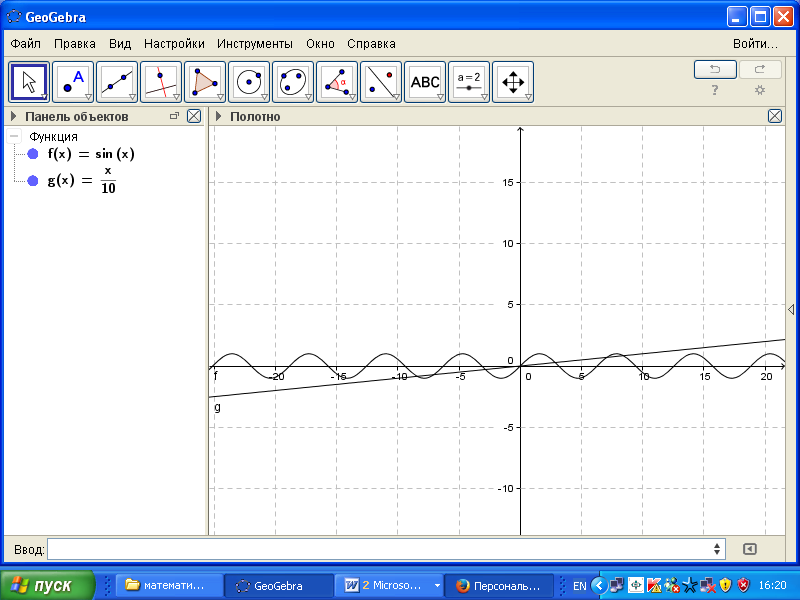 GeoGebra
Файл Правка Вид Настройки Инструменты Окно Справка Войти...
A α ABC a = 2 ?
Панель объектов
Полотно
Функция
f(x) = sin (x)
g(x) = x/10
15
10
5
0
-20 -15 -10 -5 0 5 10 15 20
f
g
-5
-10
Ввод:
пуск математи... GeoGebra 2 Microso... Персональ... EN 16:20